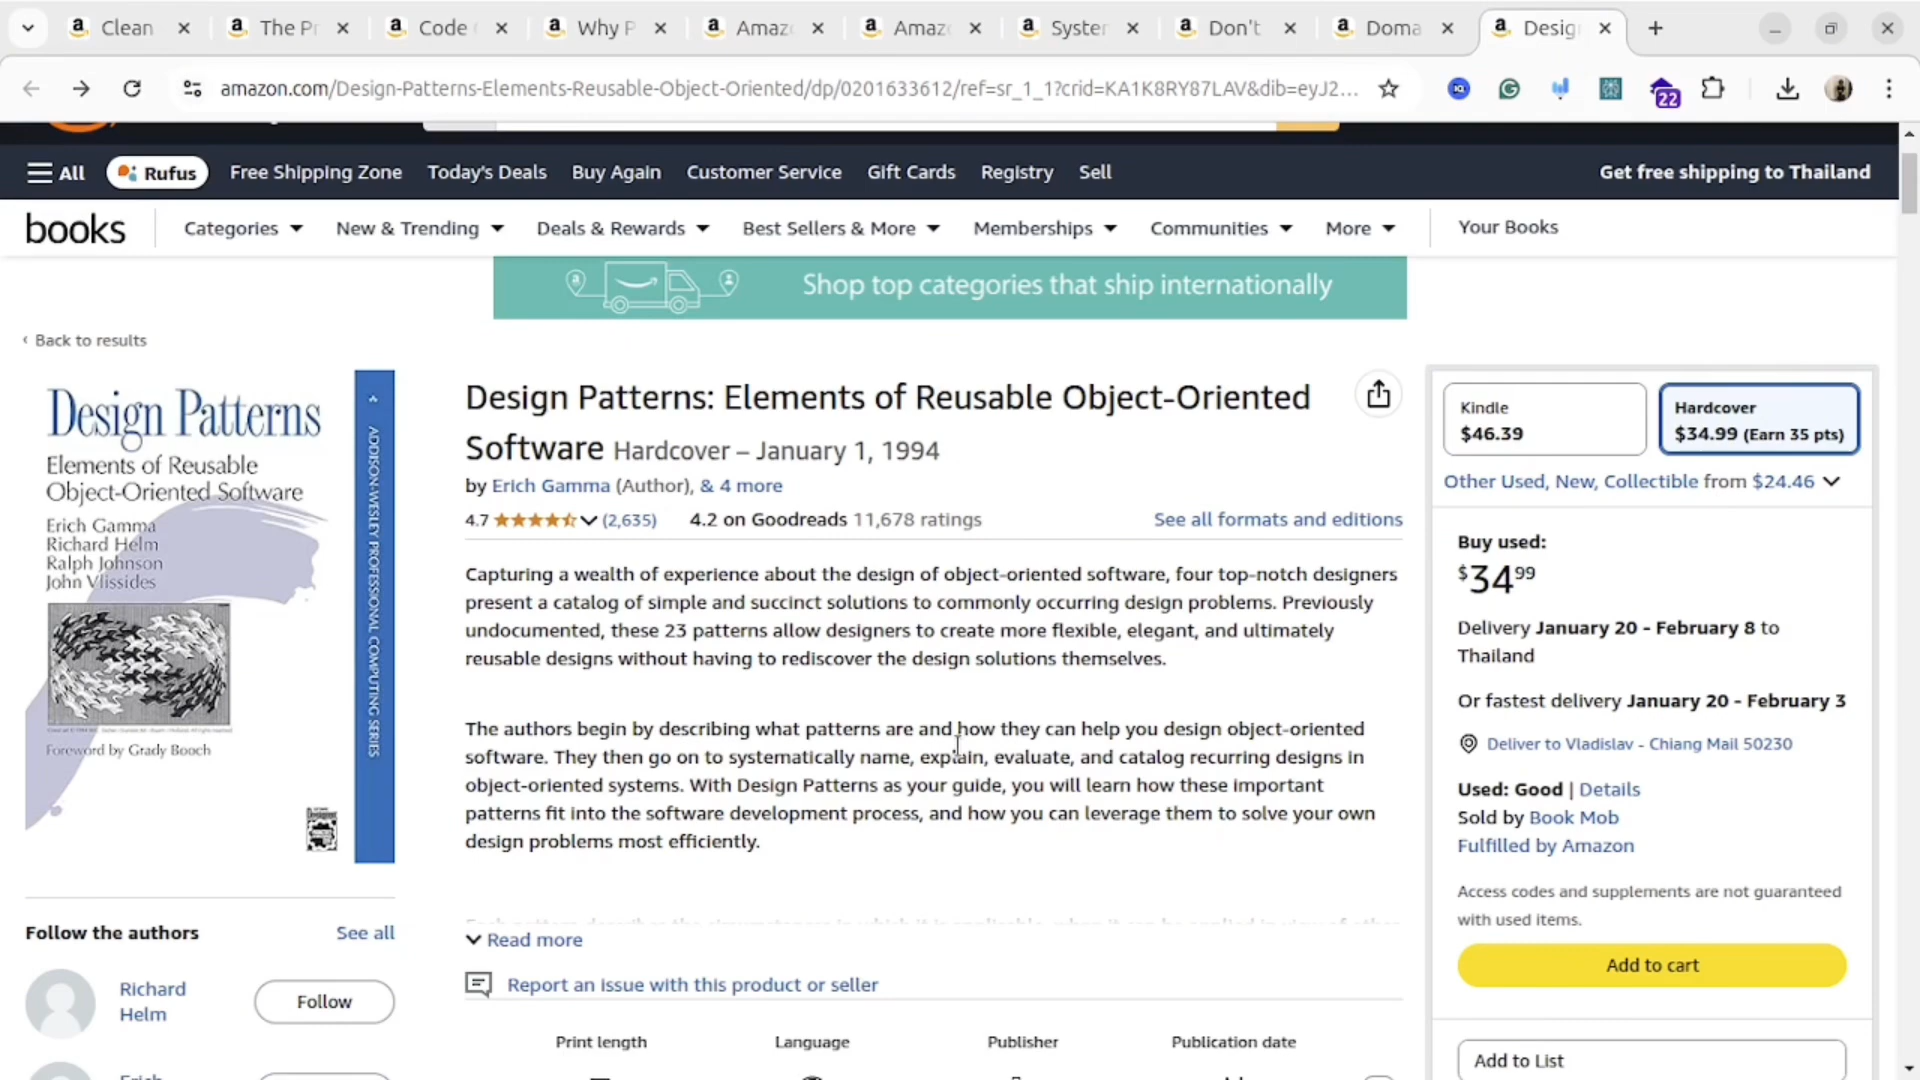 Clean
The Pr
Code
Why P
Amaz
Amaz
Syster
Don't
Doma
Desig
amazon.com/Design-Patterns-Elements-Reusable-Object-Oriented/dp/0201633612/ref=sr_1_1?crid=KA1K8RY87LAV&dib=eyJ2...
22
All
Rufus
Free Shipping Zone
Today's Deals
Buy Again
Customer Service
Gift Cards
Registry
Sell
Get free shipping to Thailand
books
Categories
New & Trending
Deals & Rewards
Best Sellers & More
Memberships
Communities
More
Your Books
Shop top categories that ship internationally
‹ Back to results
Design Patterns
Elements of Reusable
Object-Oriented Software
Erich Gamma
Richard Helm
Ralph Johnson
John Vlissides
Foreword by Grady Booch
ADDISON-WESLEY PROFESSIONAL COMPUTING SERIES
Design Patterns: Elements of Reusable Object-Oriented
Software Hardcover – January 1, 1994
by Erich Gamma (Author), & 4 more
4.7 (2,635) 4.2 on Goodreads 11,678 ratings
See all formats and editions
Capturing a wealth of experience about the design of object-oriented software, four top-notch designers
present a catalog of simple and succinct solutions to commonly occurring design problems. Previously
undocumented, these 23 patterns allow designers to create more flexible, elegant, and ultimately
reusable designs without having to rediscover the design solutions themselves.
The authors begin by describing what patterns are and how they can help you design object-oriented
software. They then go on to systematically name, explain, evaluate, and catalog recurring designs in
object-oriented systems. With Design Patterns as your guide, you will learn how these important
patterns fit into the software development process, and how you can leverage them to solve your own
design problems most efficiently.
Read more
Report an issue with this product or seller
Print length
Language
Publisher
Publication date
Follow the authors
See all
Richard
Helm
Follow
Kindle
$46.39
Hardcover
$34.99 (Earn 35 pts)
Other Used, New, Collectible from $24.46
Buy used:
$34 99
Delivery January 20 - February 8 to
Thailand
Or fastest delivery January 20 - February 3
Deliver to Vladislav - Chiang Mail 50230
Used: Good | Details
Sold by Book Mob
Fulfilled by Amazon
Access codes and supplements are not guaranteed
with used items.
Add to cart
Add to List